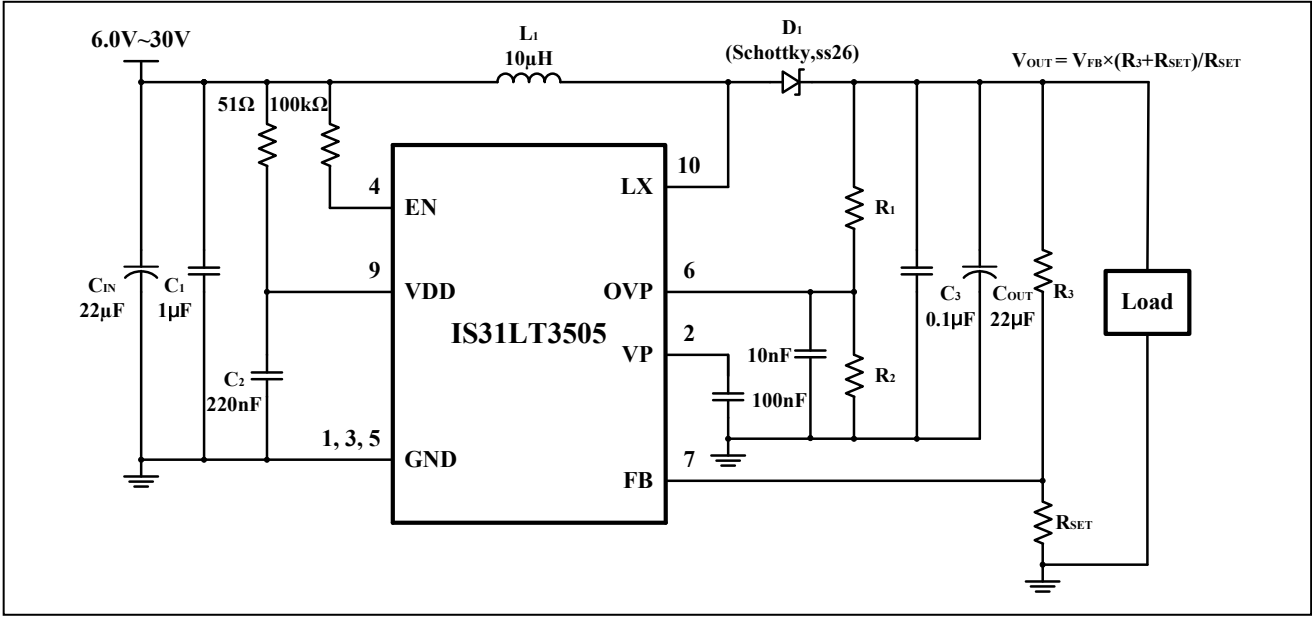 6.0V~30V
L1
10µH
D1
(Schottky,ss26)
VOUT = VFB×(R3+RSET)/RSET
51Ω
100kΩ
4
EN
10
LX
R1
CIN
22µF
C1
1µF
9
VDD
6
OVP
C3
0.1µF
COUT
22µF
R3
Load
IS31LT3505
2
VP
10nF
R2
C2
220nF
100nF
1, 3, 5
GND
7
FB
RSET